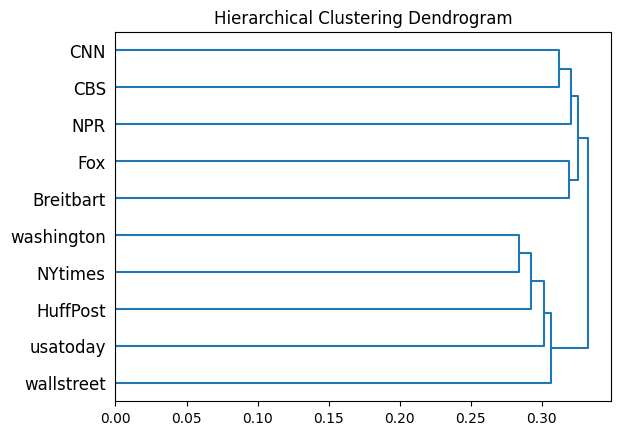 Hierarchical Clustering Dendrogram
CNN
CBS
NPR
Fox
Breitbart
washington
NYtimes
HuffPost
usatoday
wallstreet
0.00 0.05 0.10 0.15 0.20 0.25 0.30